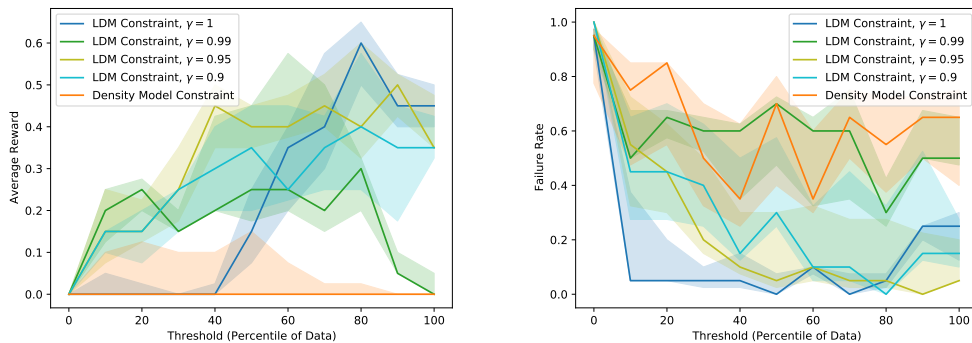 LDM Constraint, γ = 1
LDM Constraint, γ = 0.99
LDM Constraint, γ = 0.95
LDM Constraint, γ = 0.9
Density Model Constraint
0.6
0.5
0.4
0.3
0.2
0.1
0.0
Average Reward
0 20 40 60 80 100
Threshold (Percentile of Data)
LDM Constraint, γ = 1
LDM Constraint, γ = 0.99
LDM Constraint, γ = 0.95
LDM Constraint, γ = 0.9
Density Model Constraint
1.0
0.8
0.6
0.4
0.2
0.0
Failure Rate
0 20 40 60 80 100
Threshold (Percentile of Data)